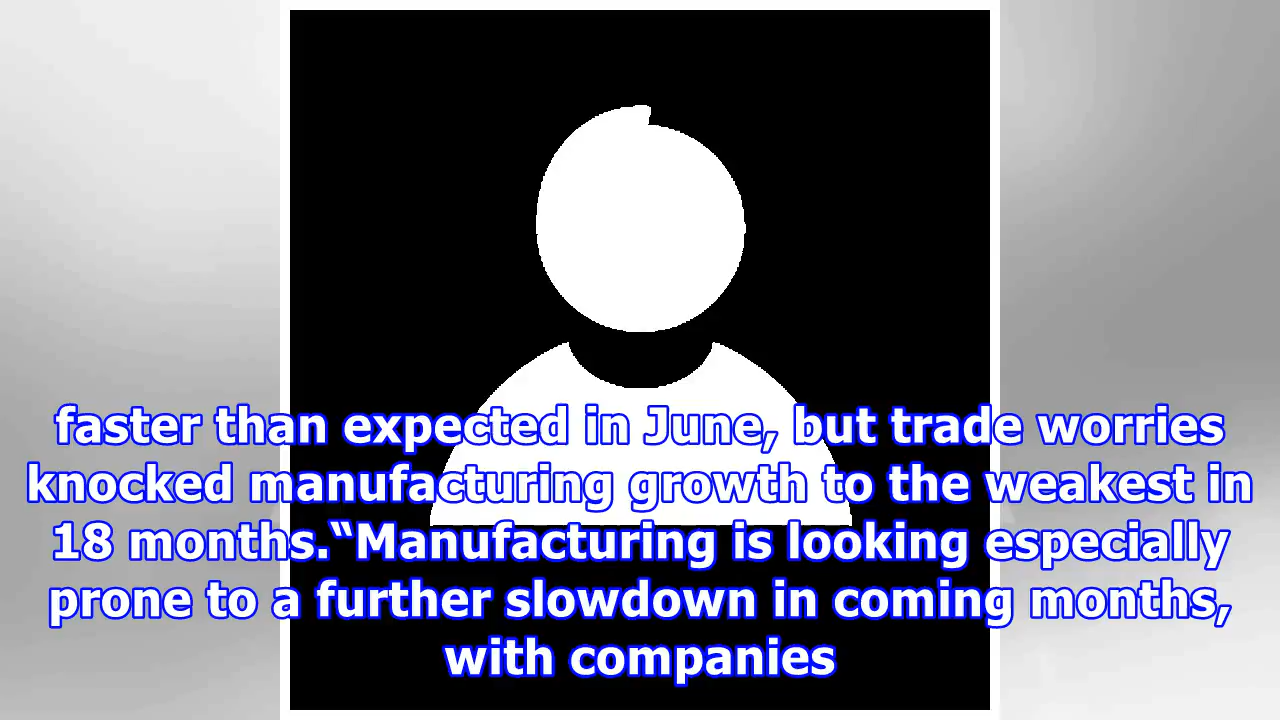 faster than expected in June, but trade worries
knocked manufacturing growth to the weakest in
18 months.“Manufacturing is looking especially
prone to a further slowdown in coming months,
with companies